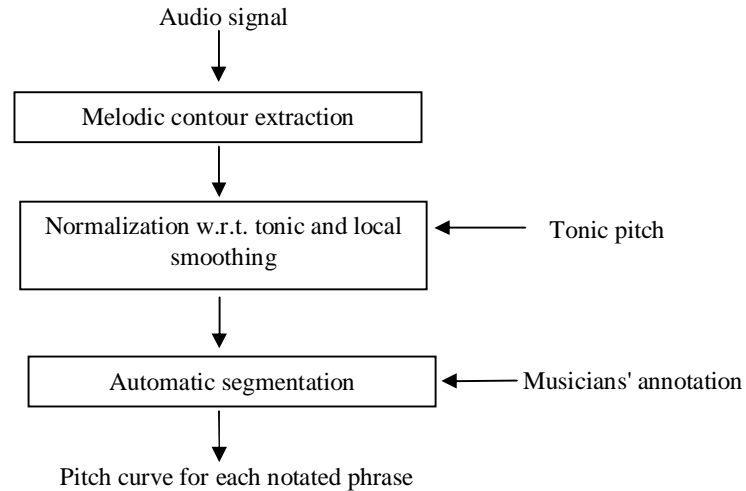 Audio signal
Melodic contour extraction
Normalization w.r.t. tonic and local
smoothing
Tonic pitch
Automatic segmentation
Musicians' annotation
Pitch curve for each notated phrase